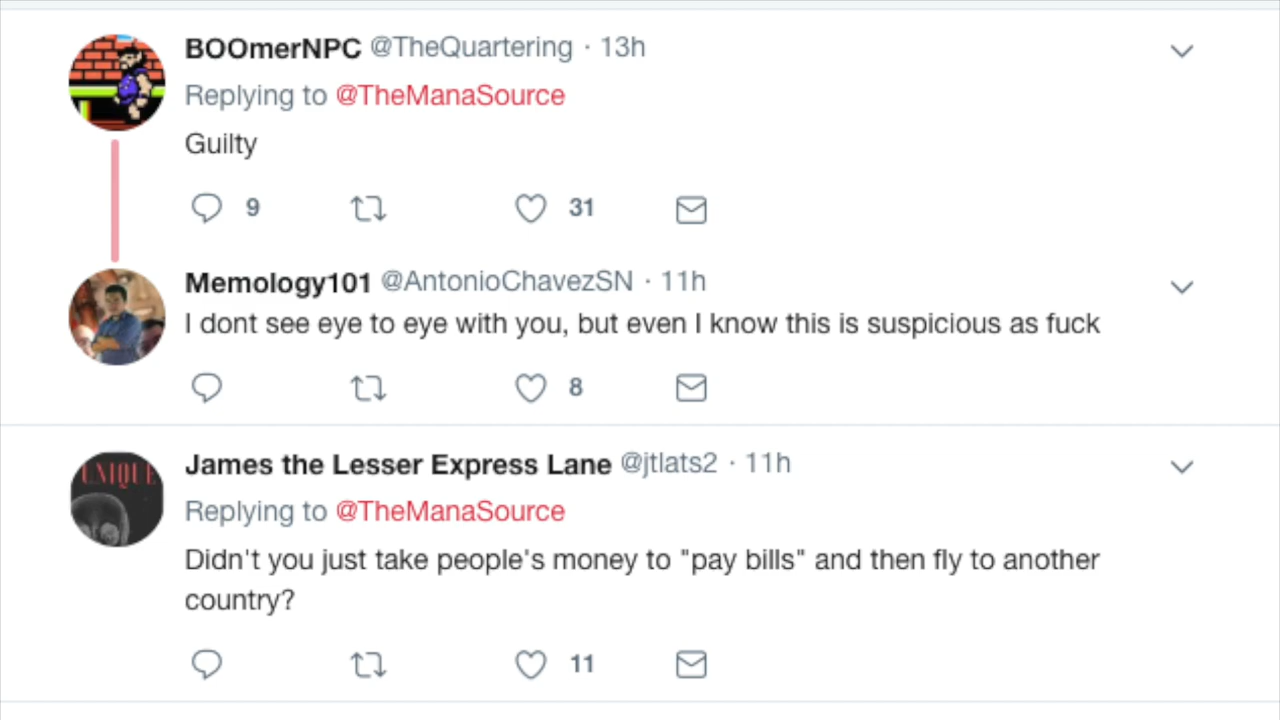 BOOmerNPC @TheQuartering · 13h
Replying to @TheManaSource
Guilty
9 31
Memology101 @AntonioChavezSN · 11h
I dont see eye to eye with you, but even I know this is suspicious as fuck
8
UNIQUE
James the Lesser Express Lane @jtlats2 · 11h
Replying to @TheManaSource
Didn't you just take people's money to "pay bills" and then fly to another
country?
11